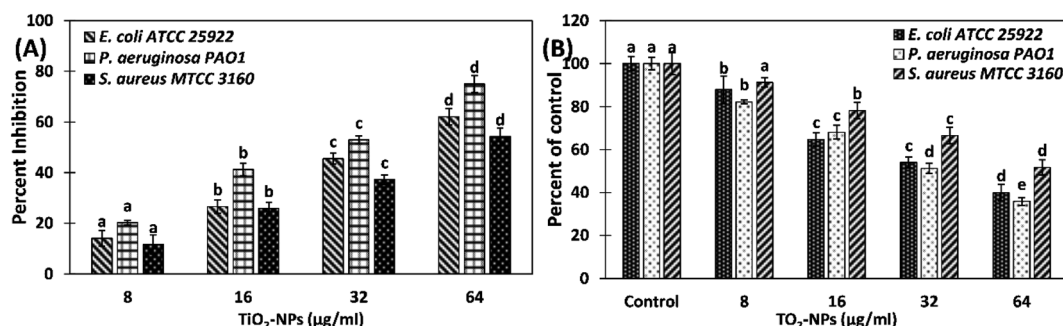 (A)
E. coli ATCC 25922
P. aeruginosa PAO1
S. aureus MTCC 3160
Percent Inhibition
100
80
60
40
20
0
a a a
b b b
c c c
d d d
8 16 32 64
TiO2-NPs (µg/ml)
(B)
E. coli ATCC 25922
P. aeruginosa PAO1
S. aureus MTCC 3160
Percent of control
120
100
80
60
40
20
0
a a a
b b a
c c b
c d c
d e d
Control 8 16 32 64
TO2-NPs (µg/ml)